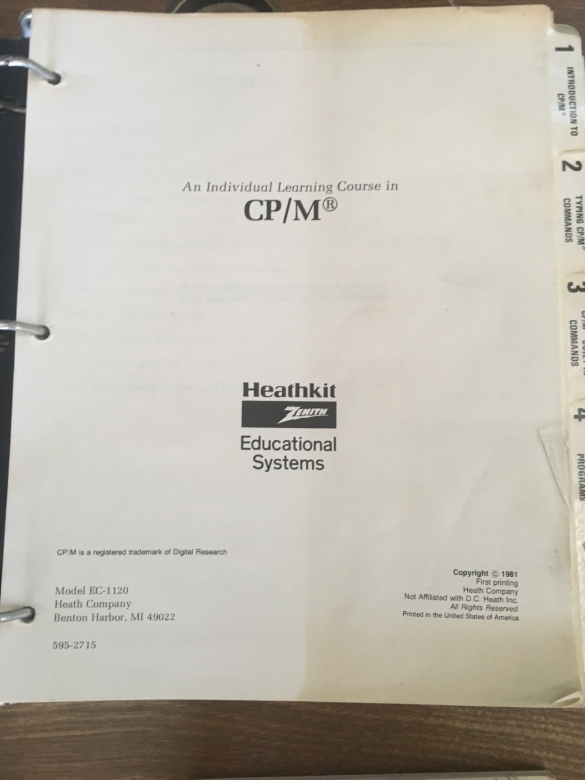 An Individual Learning Course in
CP/M®
Heathkit
ZENITH
Educational
Systems
CP/M is a registered trademark of Digital Research
Model EC-1120
Heath Company
Benton Harbor, MI 49022
595-2715
Copyright © 1981
First printing
Heath Company
Not Affiliated with D.C. Heath Inc.
All Rights Reserved
Printed in the United States of America
1
INTRODUCTION TO
CP/M®
2
TYPING CP/M®
COMMANDS
3
COMMANDS
4
PROGRAMS